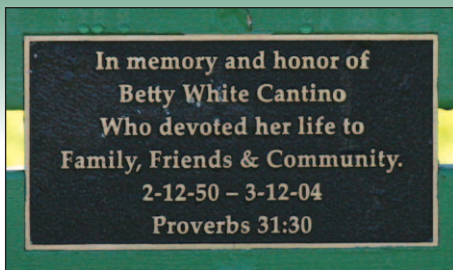 In memory and honor of
Betty White Cantino
Who devoted her life to
Family, Friends & Community.
2-12-50 – 3-12-04
Proverbs 31:30